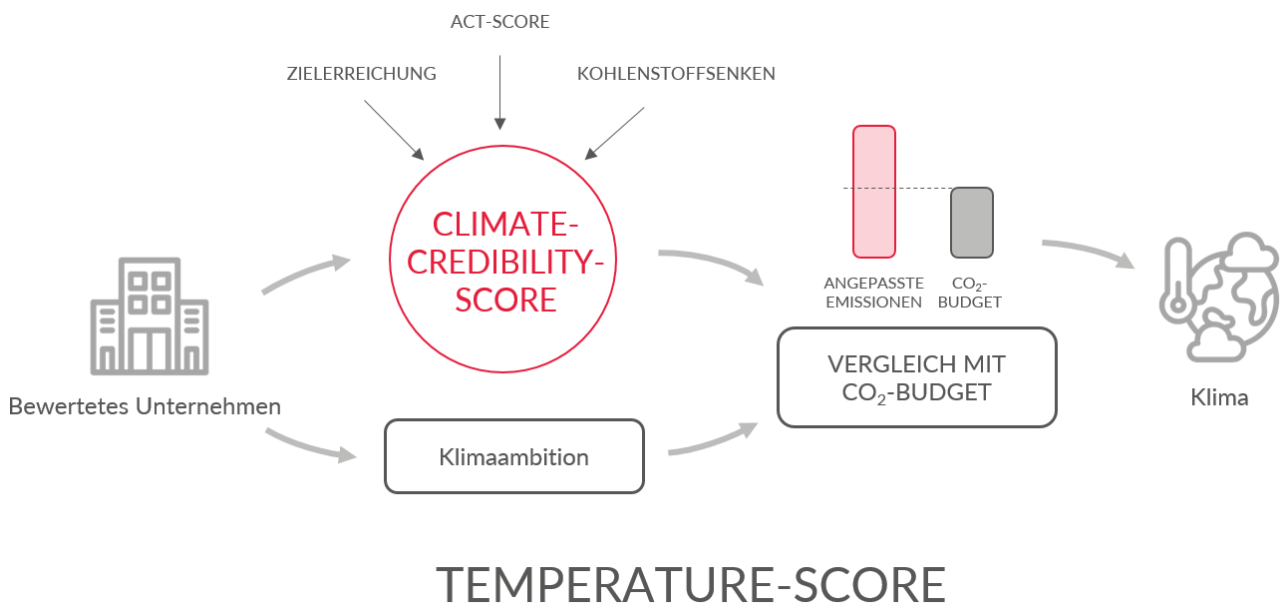 ACT-SCORE
ZIELERREICHUNG
KOHLENSTOFFSENKEN
CLIMATE-
CREDIBILITY-
SCORE
Bewertetes Unternehmen
Klimaambition
ANGEPASSTE
EMISSIONEN
CO₂-
BUDGET
VERGLEICH MIT
CO₂-BUDGET
Klima
TEMPERATURE-SCORE